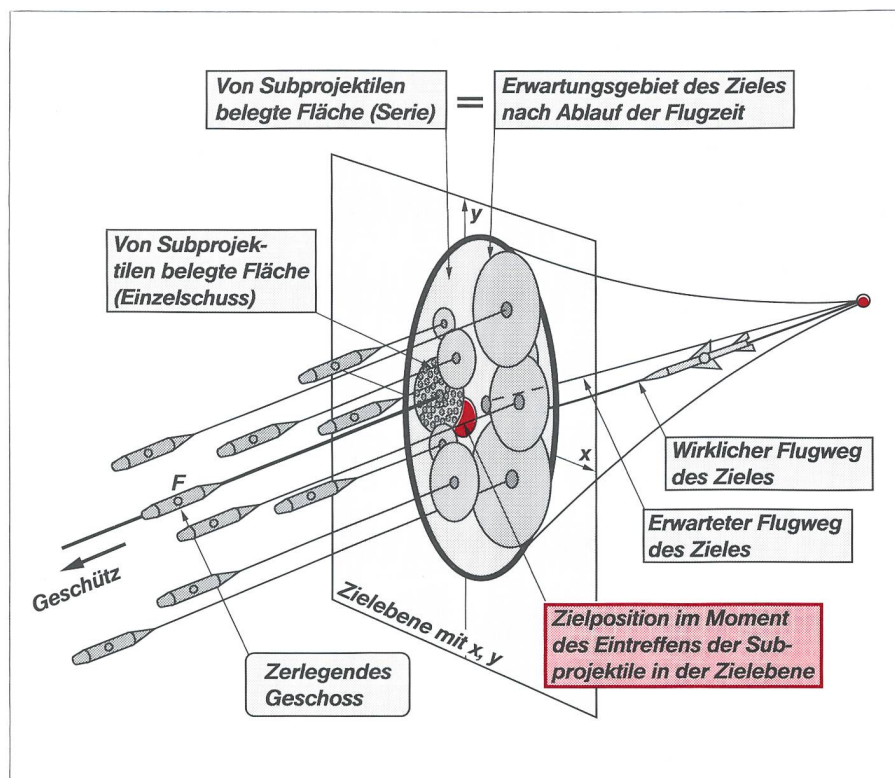 Von Subprojektilen
belegte Fläche (Serie)
=
Erwartungsgebiet des Zieles
nach Ablauf der Flugzeit
y
Von Subprojek-
tilen belegte Fläche
(Einzelschuss)
x
Wirklicher Flugweg
des Zieles
F
Erwarteter Flugweg
des Zieles
Geschütz
Zielebene mit x, y
Zielposition im Moment
des Eintreffens der Sub-
projektile in der Zielebene
Zerlegendes
Geschoss